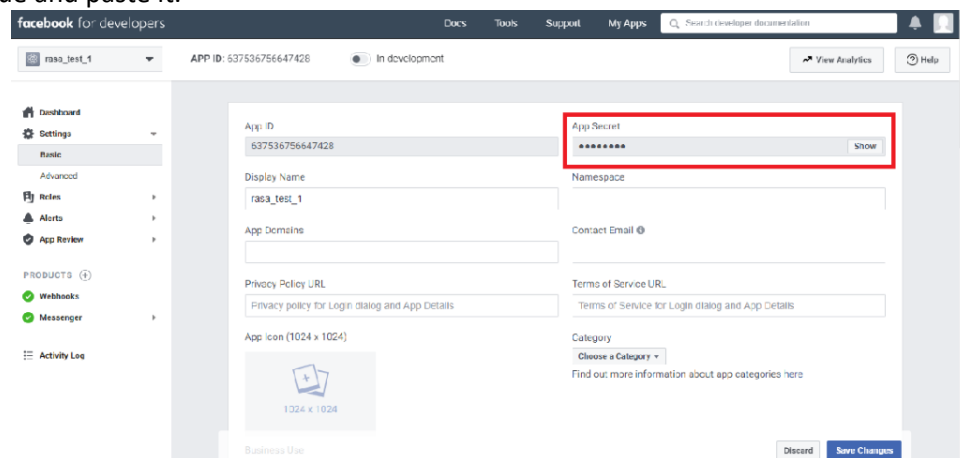 de and paste it.
facebook for developers Docs Tools Support My Apps Search developer documentation
rasa_test_1 APP ID: 637536756647428 In development View Analytics Help
Dashboard
Settings
Basic
Advanced
Roles
Alerts
App Review
PRODUCTS
Webhooks
Messenger
Activity Log
App ID App Secret
637536756647428 •••••••• Show
Display Name Namespace
rasa_test_1
App Domains Contact Email
Privacy Policy URL Terms of Service URL
Privacy policy for Login dialog and App Details Terms of Service for Login dialog and App Details
App Icon (1024 x 1024) Category
Choose a Category
Find out more information about app categories here
1024 x 1024
Business Use Discard Save Changes